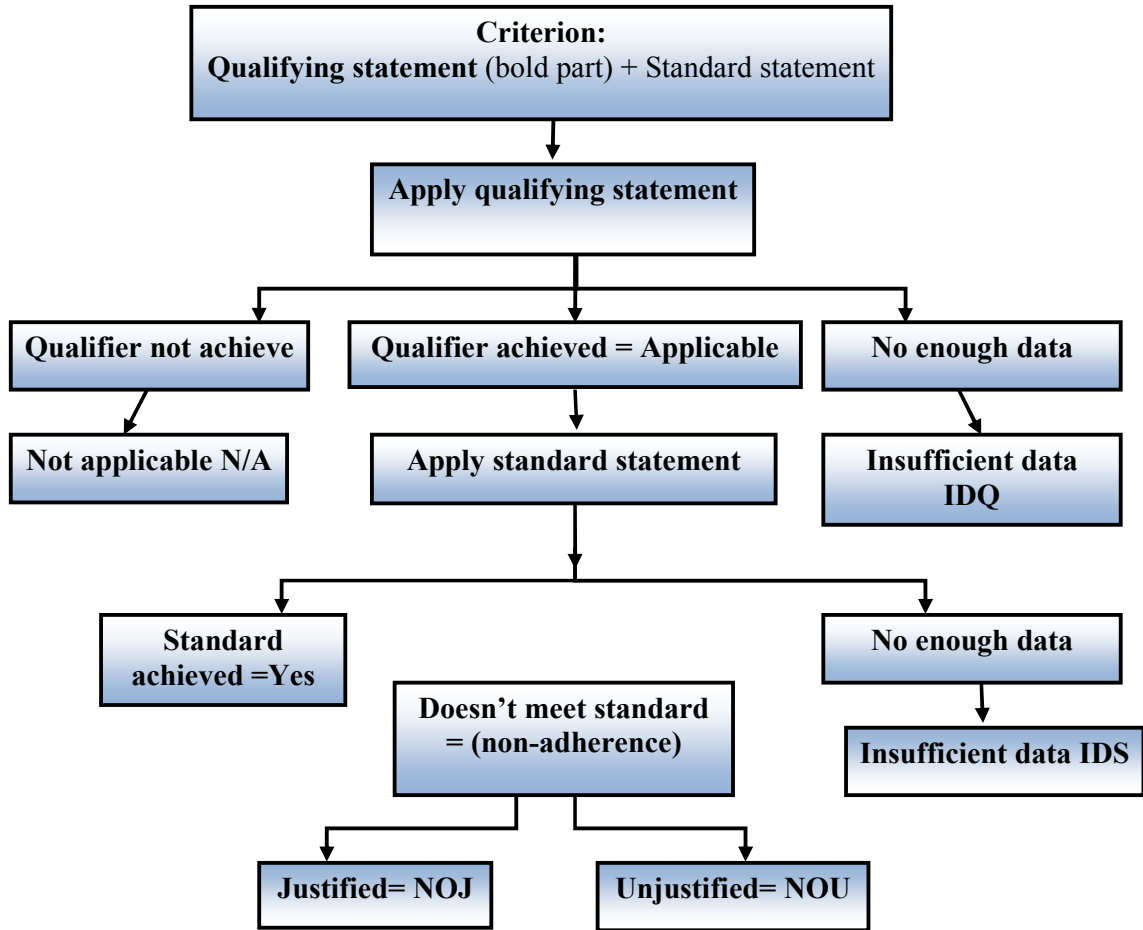 Criterion:
Qualifying statement (bold part) + Standard statement
Apply qualifying statement
Qualifier not achieve
Qualifier achieved = Applicable
No enough data
Not applicable N/A
Apply standard statement
Insufficient data
IDQ
Standard
achieved =Yes
No enough data
Doesn’t meet standard
= (non-adherence)
Insufficient data IDS
Justified= NOJ
Unjustified= NOU